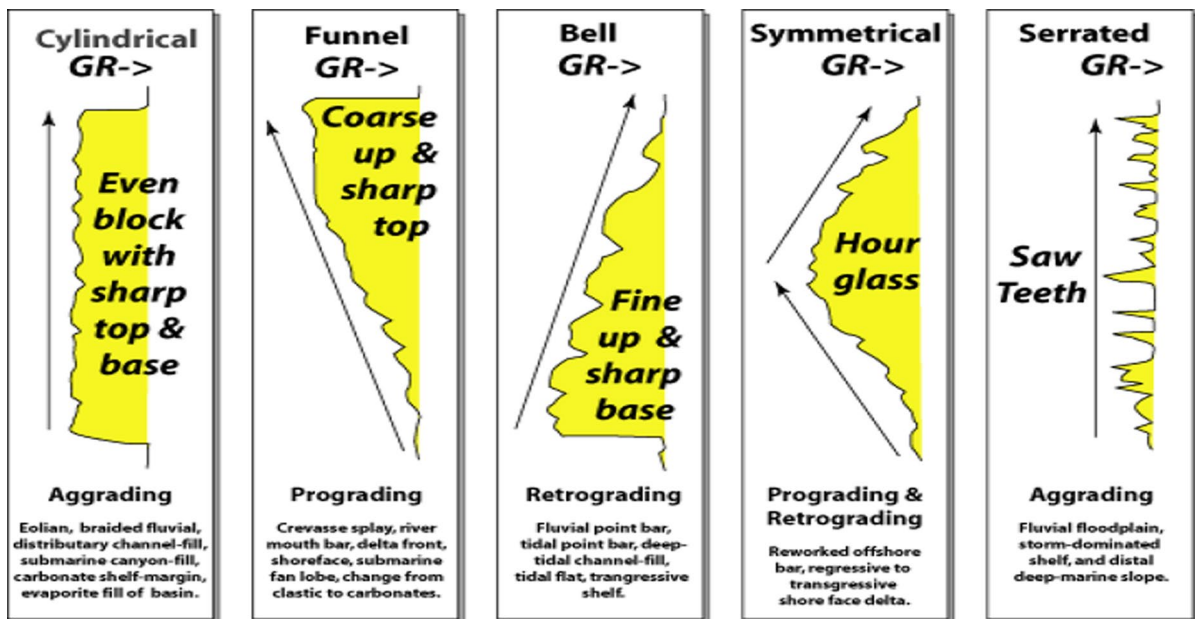 Cylindrical
GR->
Even
block
with
sharp
top &
base
Aggrading
Eolian, braided fluvial,
distributary channel-fill,
submarine canyon-fill,
carbonate shelf-margin,
evaporite fill of basin.
Funnel
GR->
Coarse
up &
sharp
top
Prograding
Crevasse splay, river
mouth bar, delta front,
shoreface, submarine
fan lobe, change from
clastic to carbonates.
Bell
GR->
Fine
up &
sharp
base
Retrograding
Fluvial point bar,
tidal point bar, deep-
tidal channel-fill,
tidal flat, trangressive
shelf.
Symmetrical
GR->
Hour
glass
Prograding &
Retrograding
Reworked offshore
bar, regressive to
transgressive
shore face delta.
Serrated
GR->
Saw
Teeth
Aggrading
Fluvial floodplain,
storm-dominated
shelf, and distal
deep-marine slope.